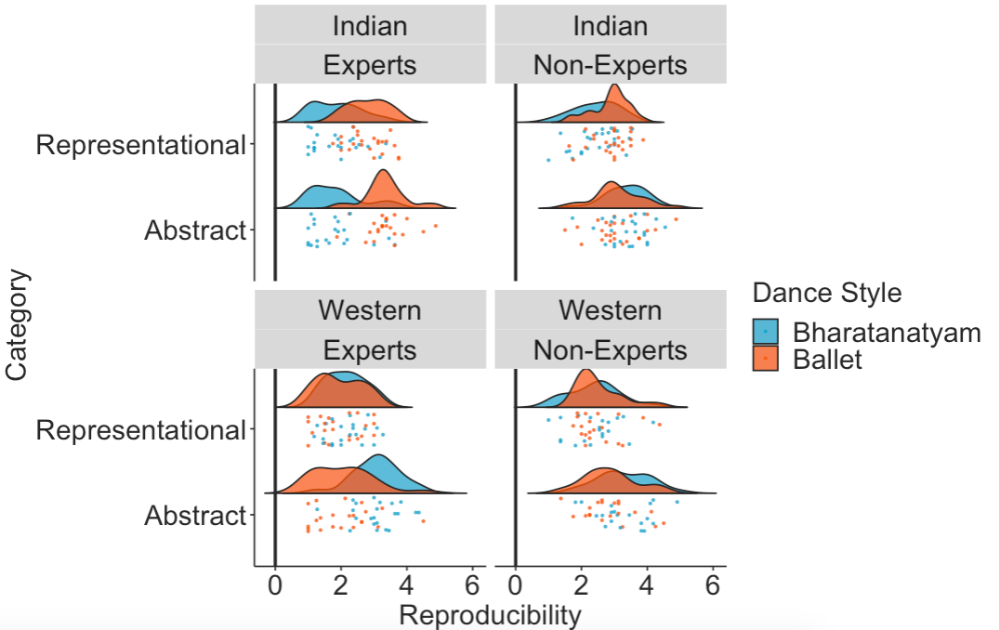 Indian
Indian
Experts
Non-Experts
Representational
Abstract
Western
Western
Experts
Non-Experts
Representational
Abstract
Category
0 2 4 6
0 2 4 6
Reproducibility
Dance Style
Bharatanatyam
Ballet